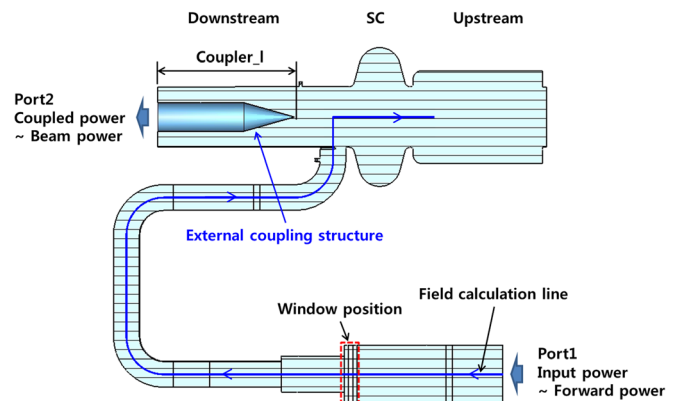 Downstream
SC
Upstream
Coupler_l
Port2
Coupled power
~ Beam power
External coupling structure
Window position
Field calculation line
Port1
Input power
~ Forward power